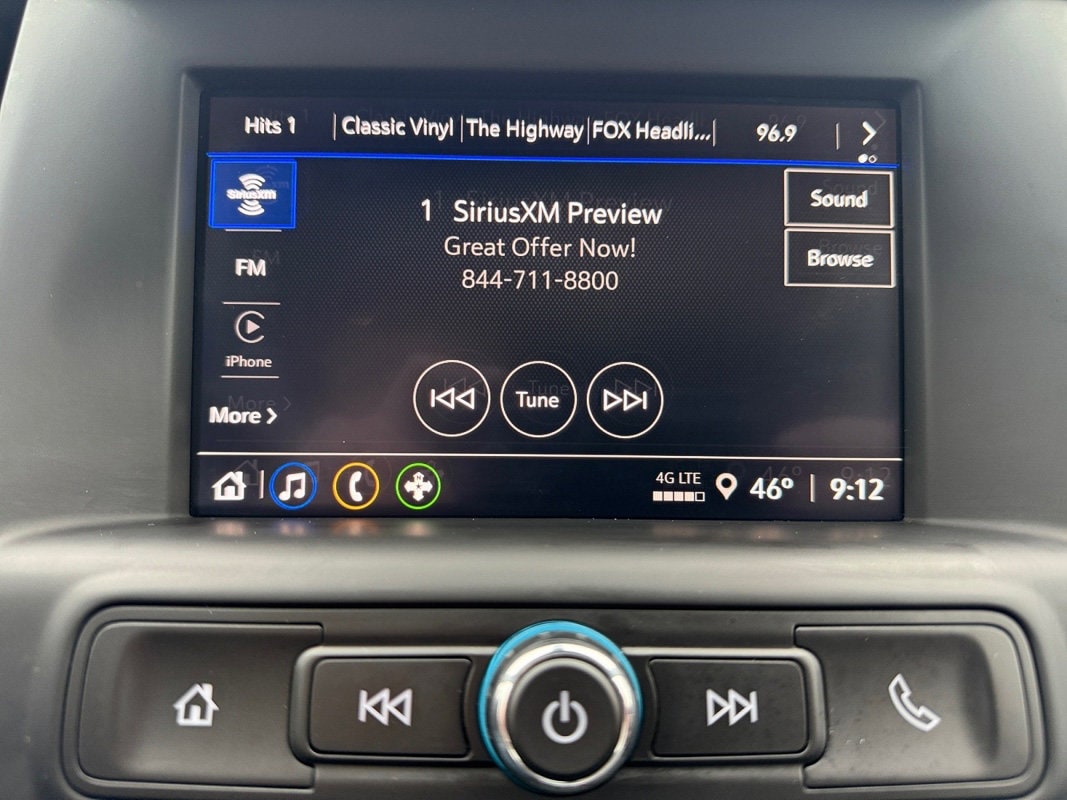 Hits 1 Classic Vinyl The Highway FOX Headli... 96.9
SiriusXM
1 SiriusXM Preview
Great Offer Now!
844-711-8800
Sound
Browse
FM
iPhone
More
Tune
4G LTE
46° 9:12